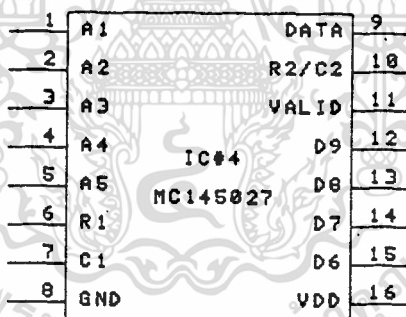 1 A1 DATA 9
2 A2 R2/C2 10
3 A3 VALID 11
4 A4 D9 12
IC#4
5 A5 D8 13
MC145027
6 R1 D7 14
7 C1 D6 15
8 GND VDD 16